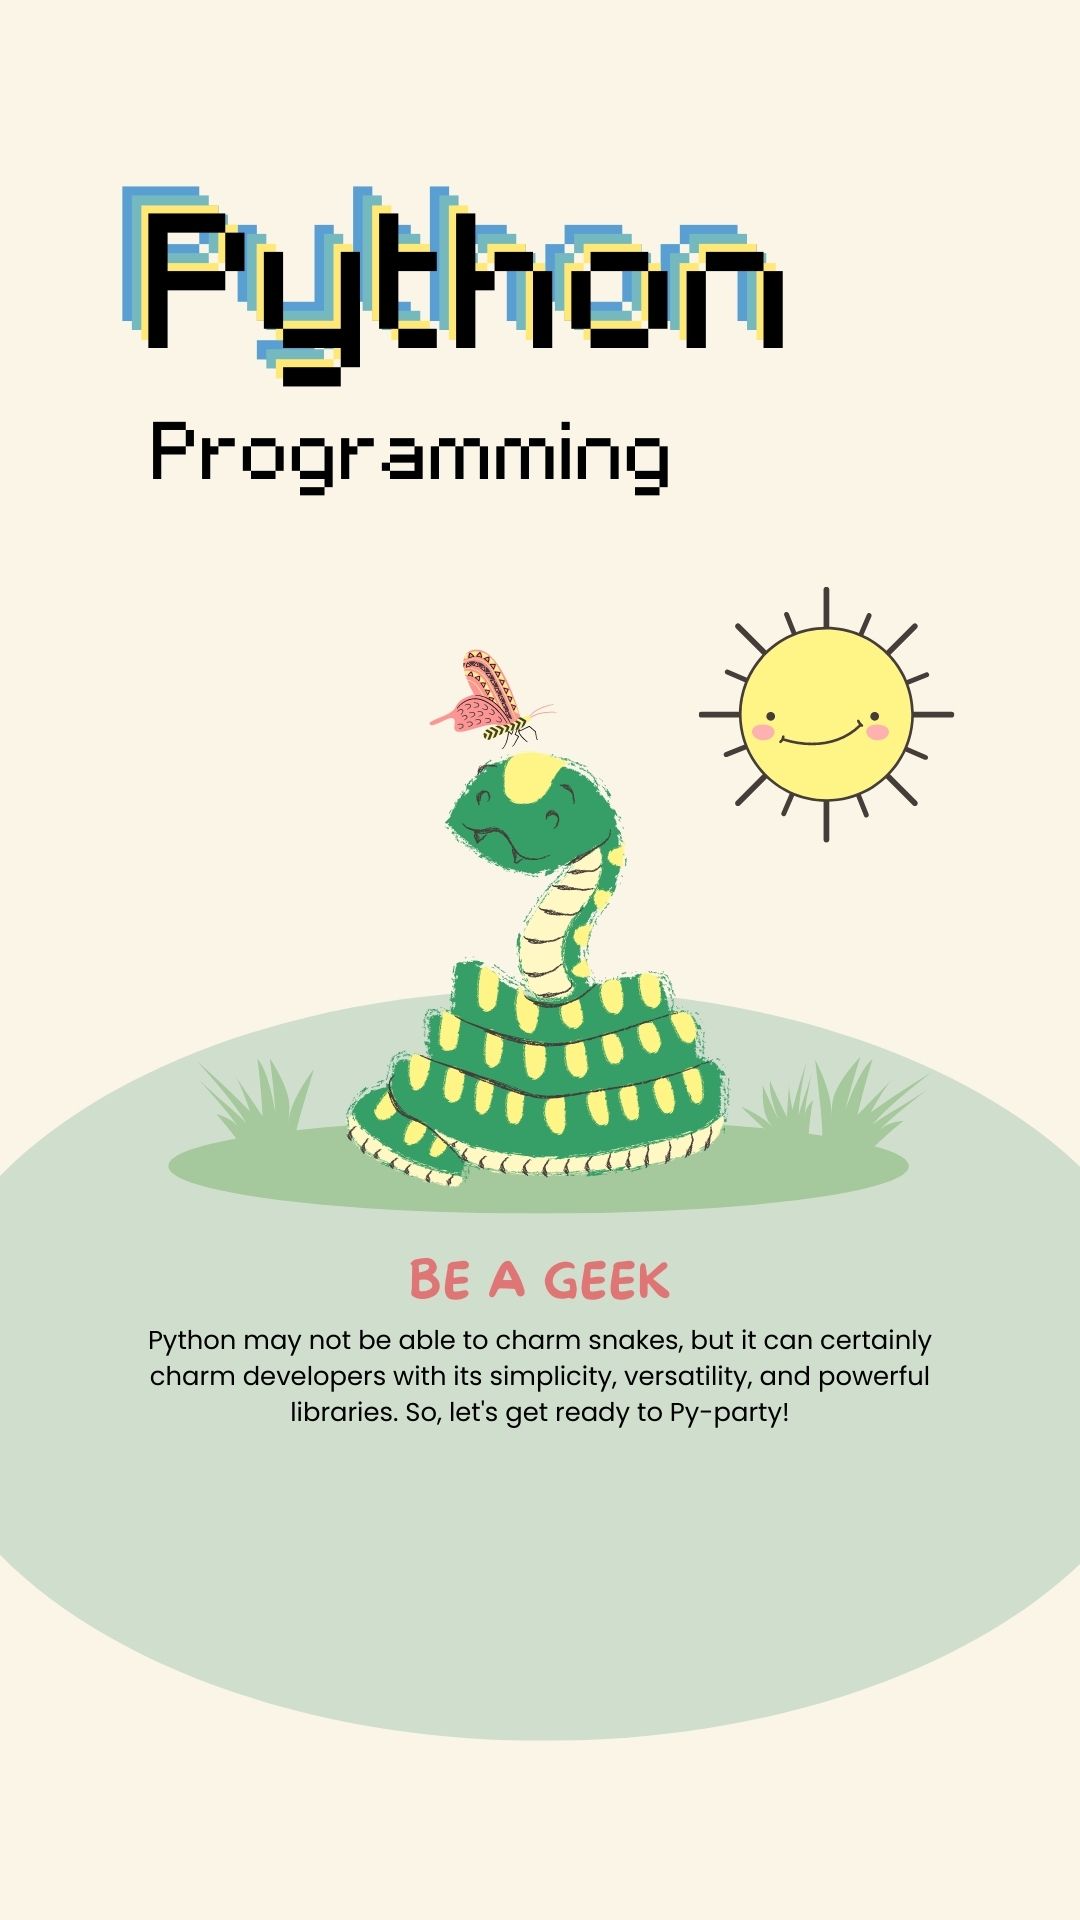 Python
Programming
BE A GEEK
Python may not be able to charm snakes, but it can certainly
charm developers with its simplicity, versatility, and powerful
libraries. So, let's get ready to Py-party!